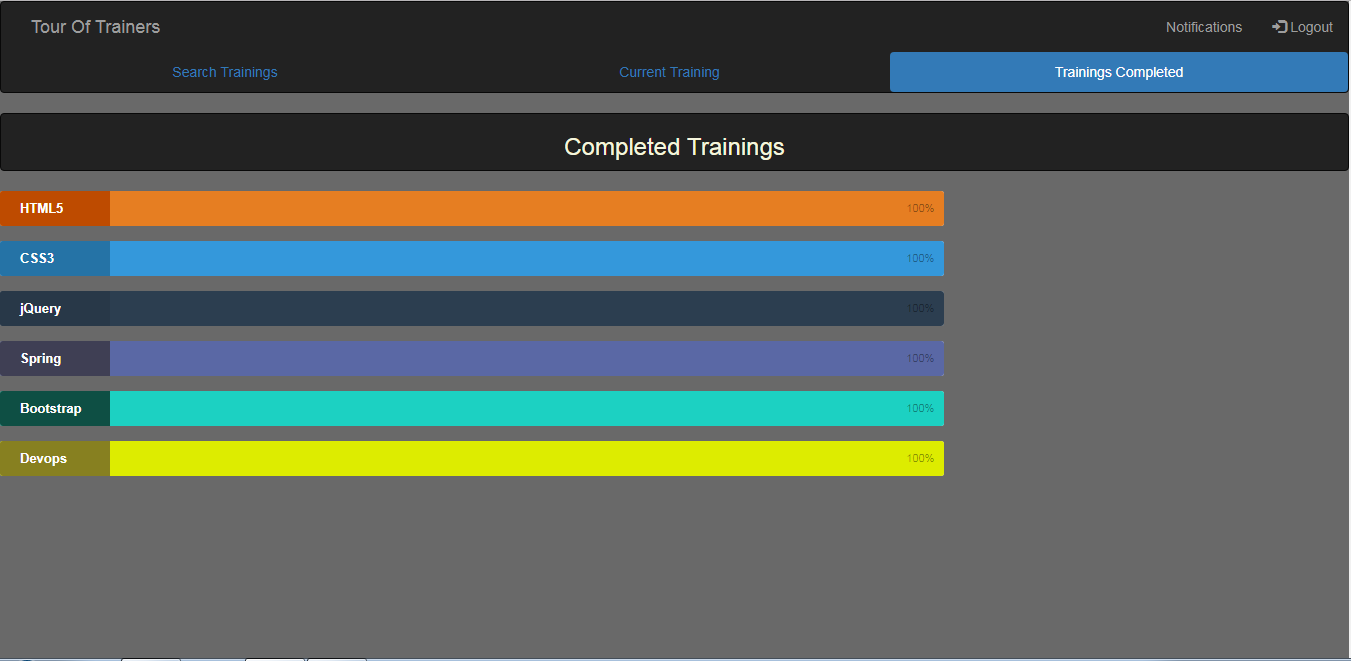 Tour Of Trainers Notifications Logout
Search Trainings Current Training Trainings Completed
Completed Trainings
HTML5 100%
CSS3 100%
jQuery 100%
Spring 100%
Bootstrap 100%
Devops 100%